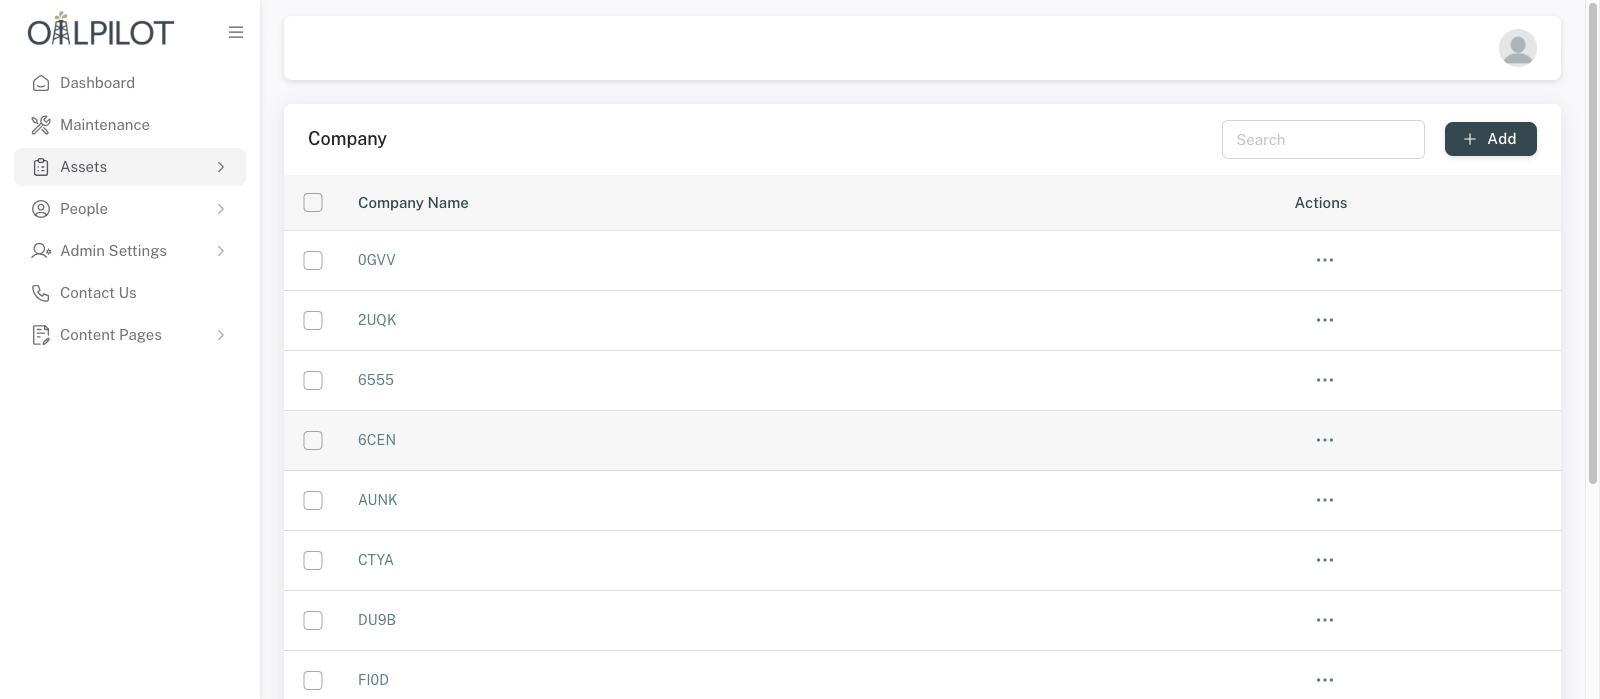 OILPILOT
Dashboard
Maintenance
Assets
People
Admin Settings
Contact Us
Content Pages
Company
Search
+ Add
Company Name Actions
0GVV
2UQK
6555
6CEN
AUNK
CTYA
DU9B
FI0D